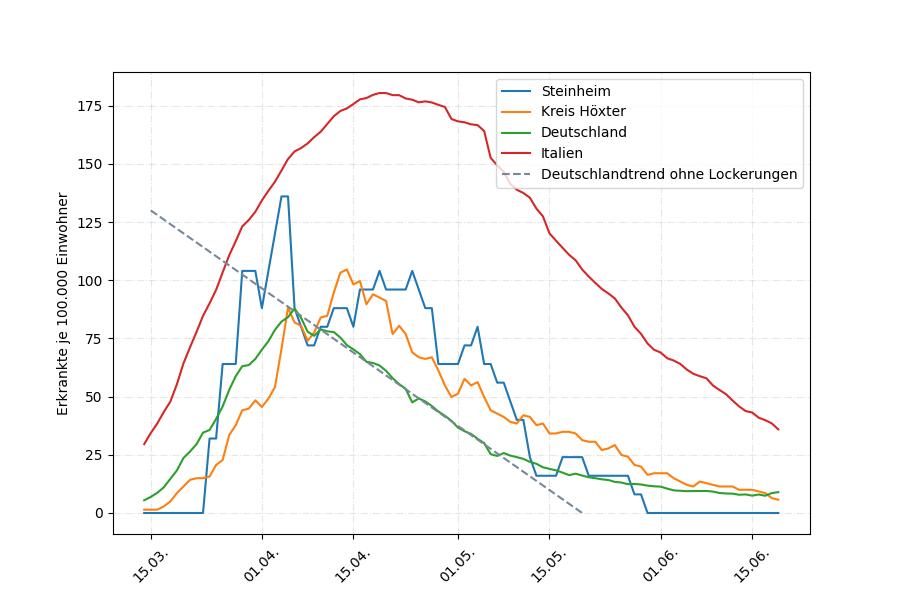 Erkrankte je 100.000 Einwohner
175
150
125
100
75
50
25
0
Steinheim
Kreis Höxter
Deutschland
Italien
Deutschlandtrend ohne Lockerungen
15.03.
01.04.
15.04.
01.05.
15.05.
01.06.
15.06.